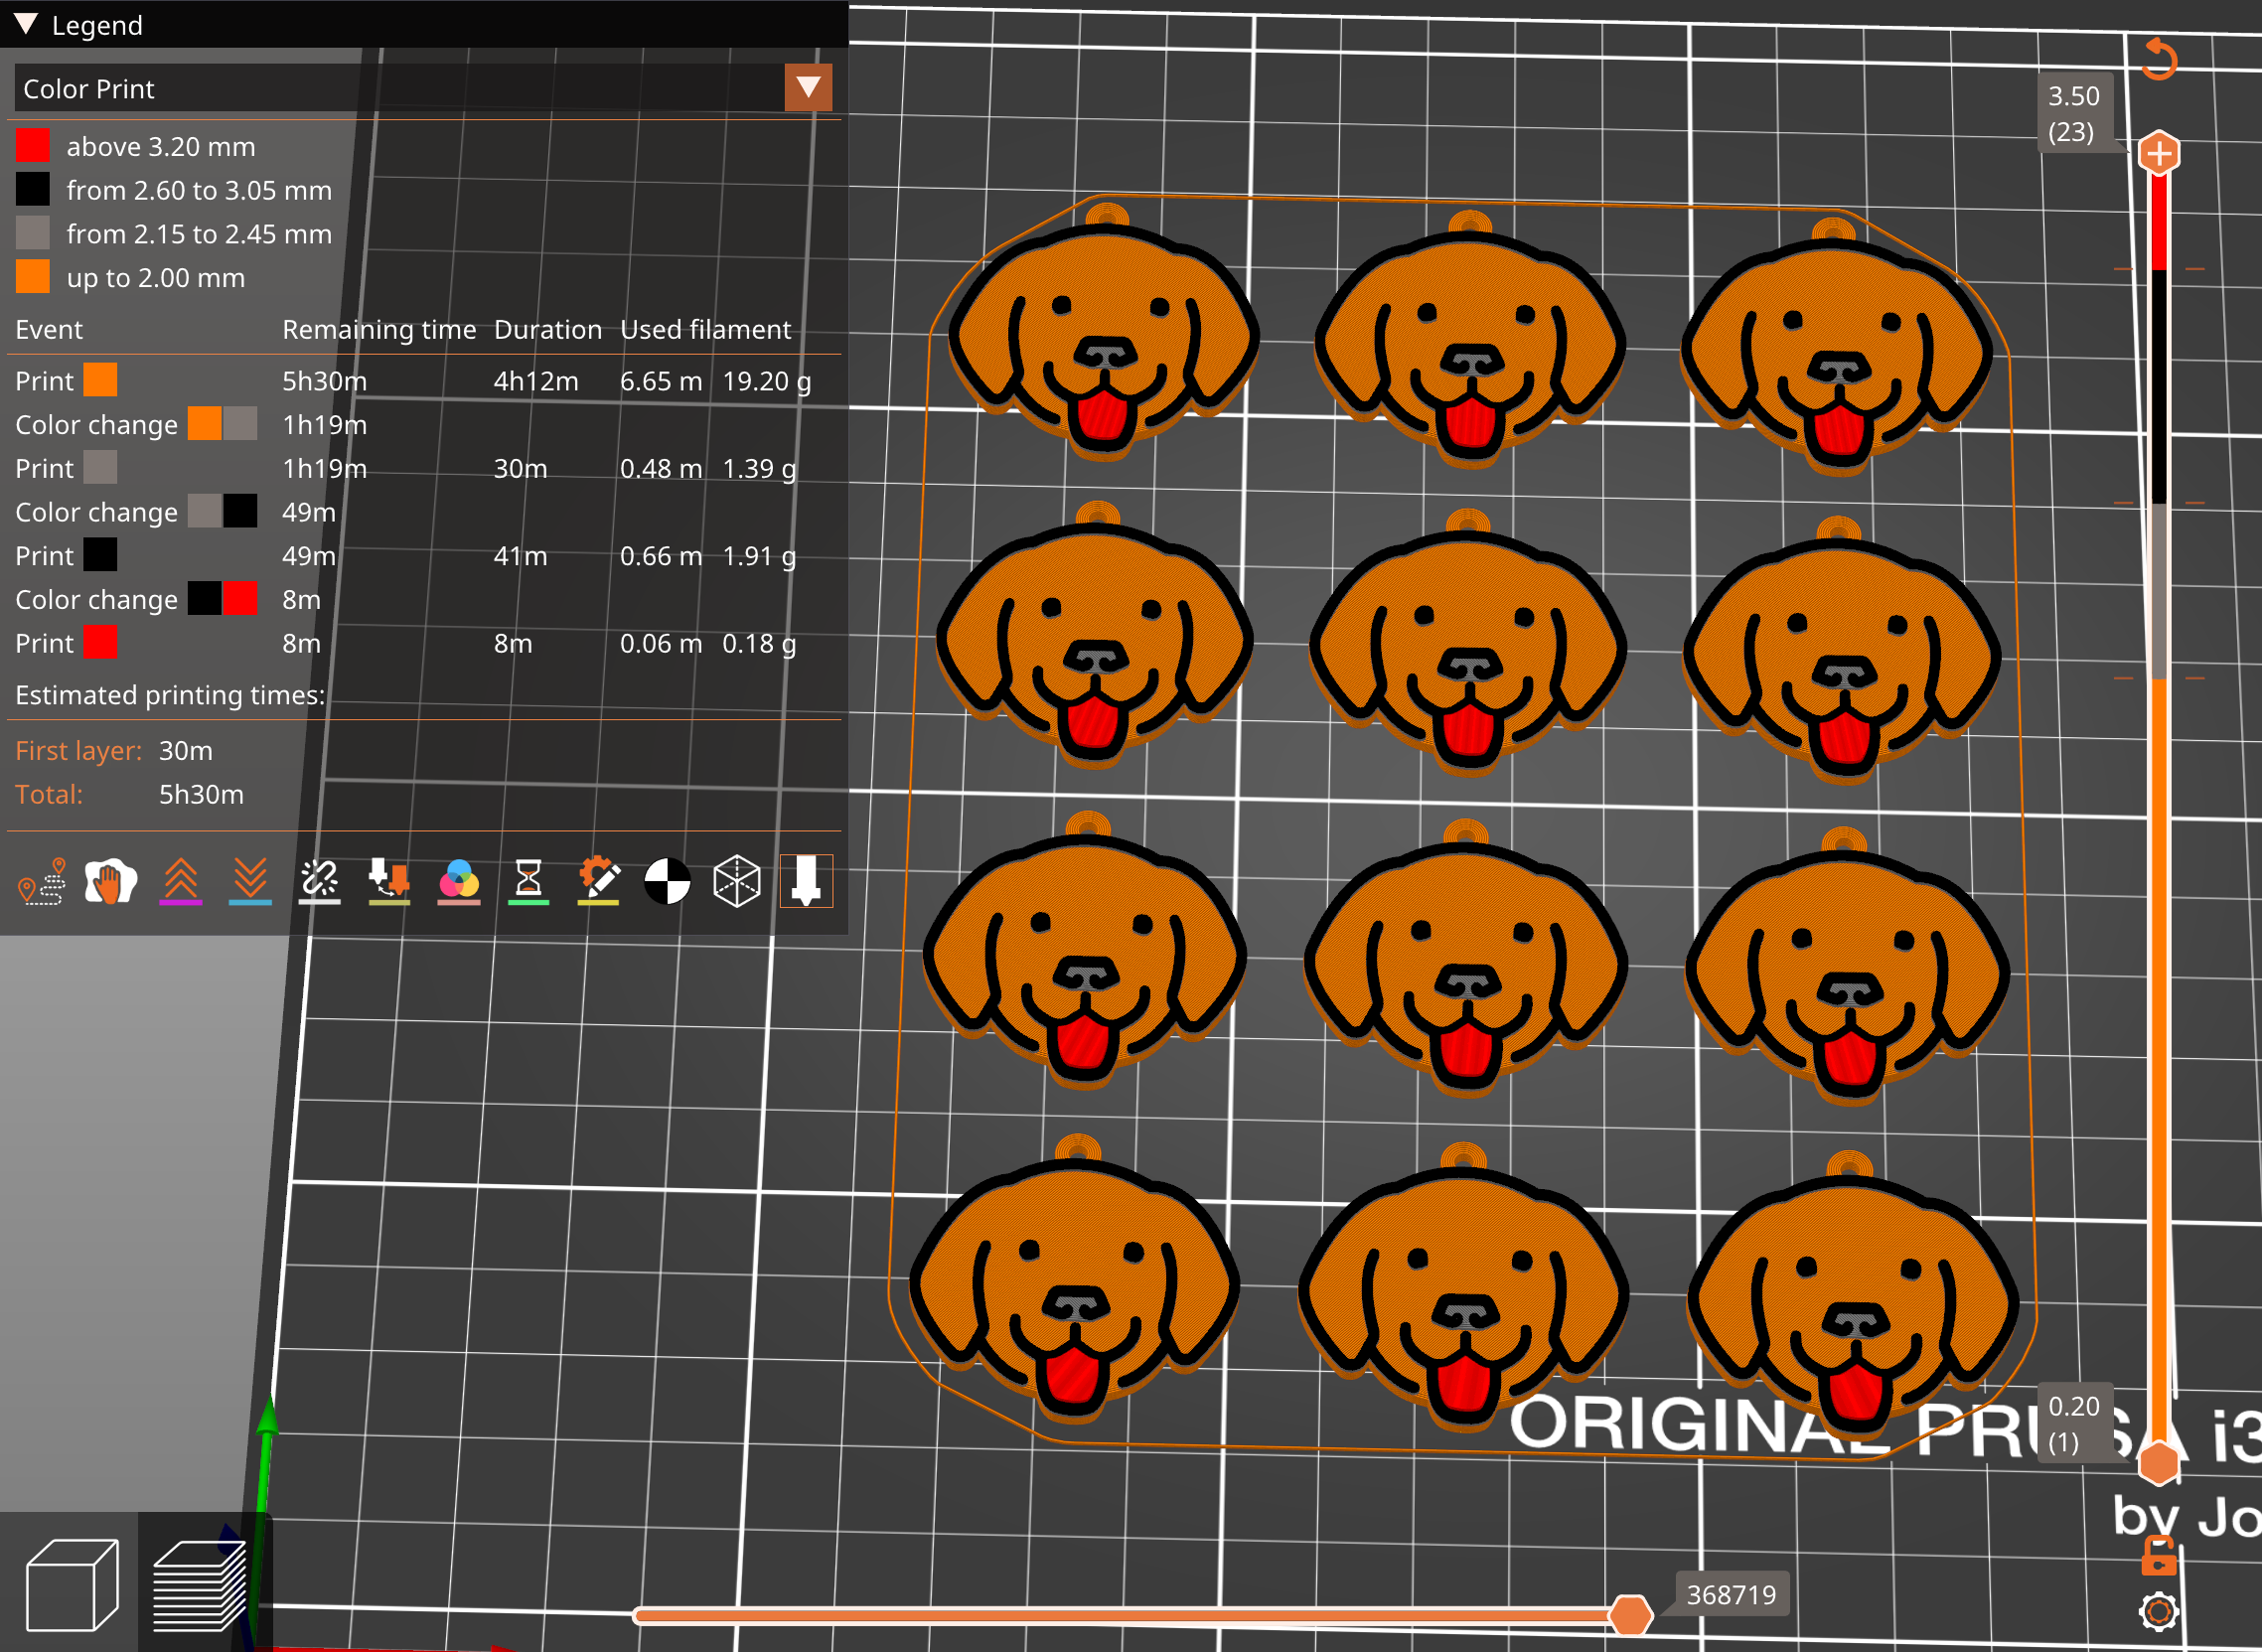 Legend
Color Print
above 3.20 mm
from 2.60 to 3.05 mm
from 2.15 to 2.45 mm
up to 2.00 mm
Event Remaining time Duration Used filament
Print 5h30m 4h12m 6.65 m 19.20 g
Color change 1h19m
Print 1h19m 30m 0.48 m 1.39 g
Color change 49m
Print 49m 41m 0.66 m 1.91 g
Color change 8m
Print 8m 8m 0.06 m 0.18 g
Estimated printing times:
First layer: 30m
Total: 5h30m
3.50
(23)
0.20
(1)
ORIGINAL PRUSA i3
by Jo
368719